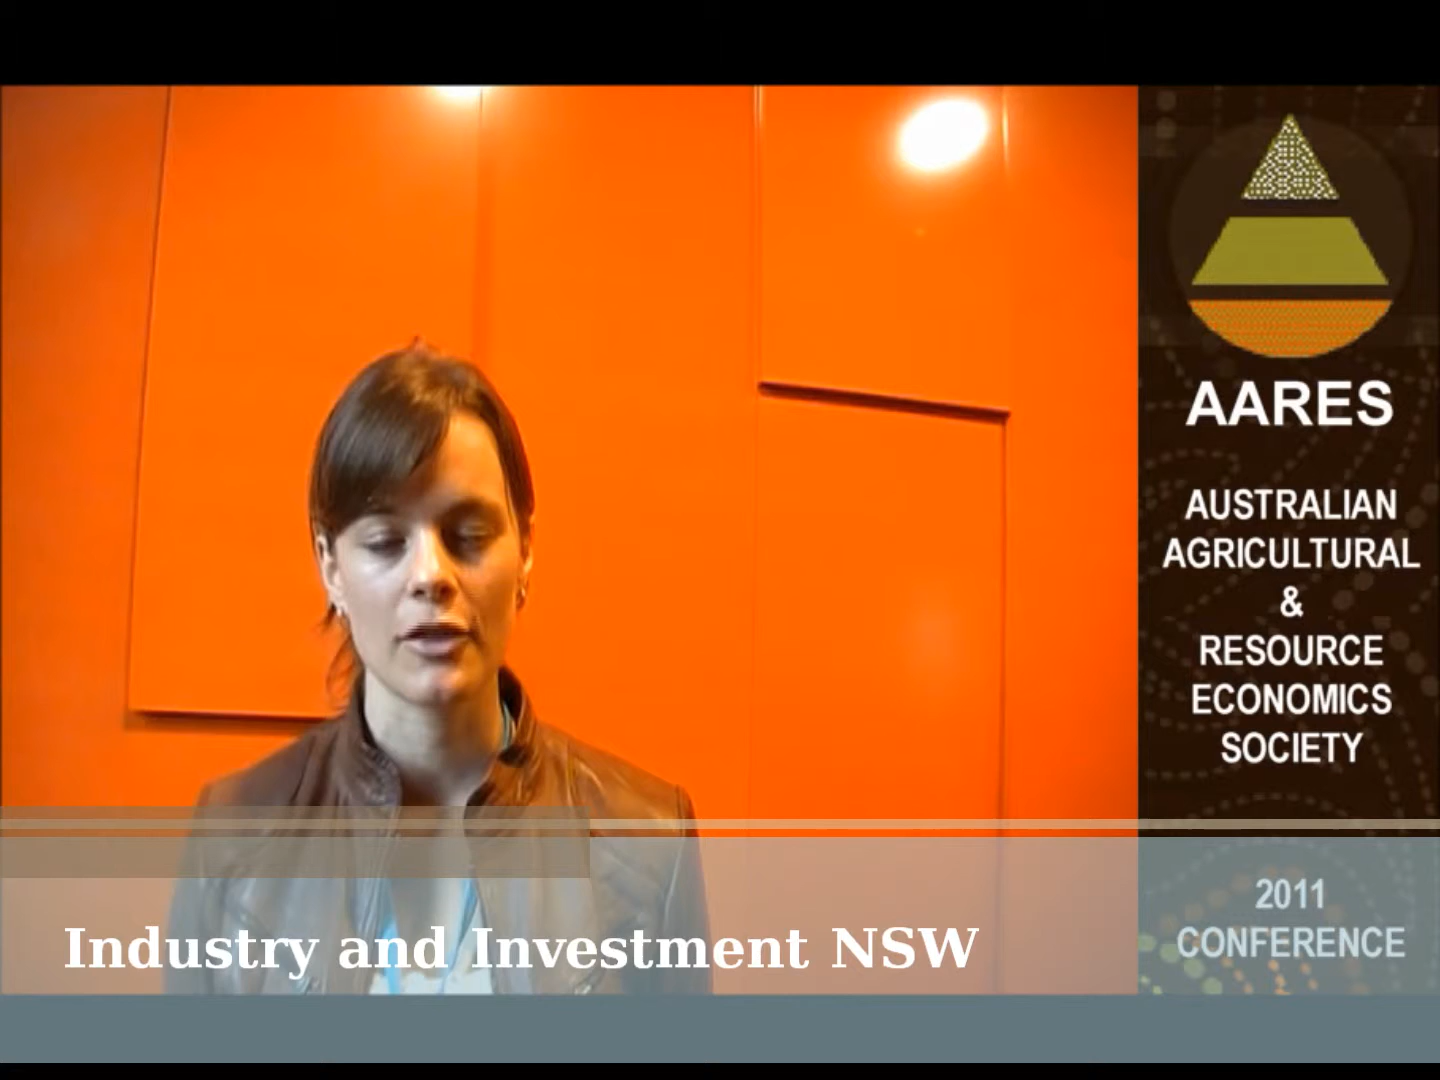 AARES
AUSTRALIAN
AGRICULTURAL
&
RESOURCE
ECONOMICS
SOCIETY
2011
CONFERENCE
Industry and Investment NSW